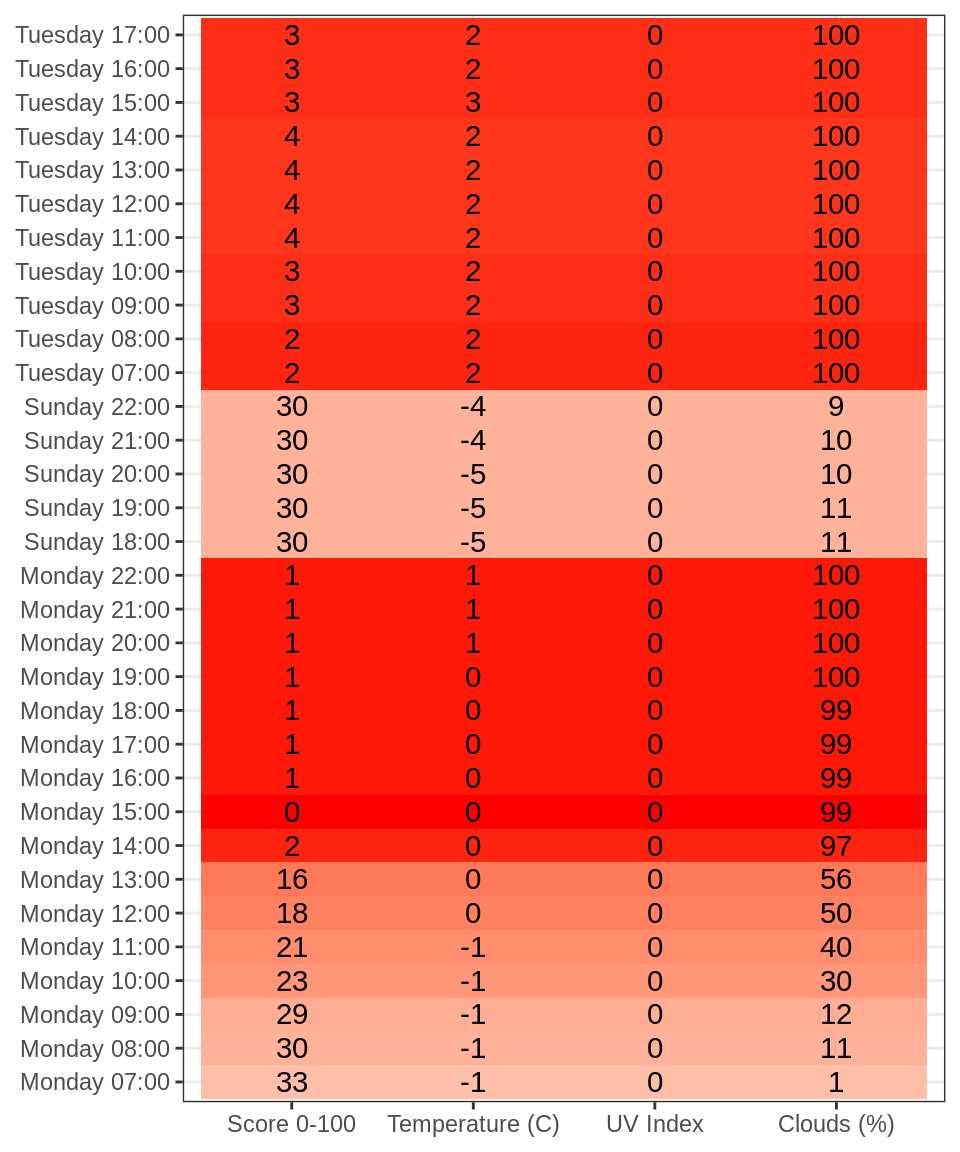 Tuesday 17:00 3 2 0 100
Tuesday 16:00 3 2 0 100
Tuesday 15:00 3 3 0 100
Tuesday 14:00 4 2 0 100
Tuesday 13:00 4 2 0 100
Tuesday 12:00 4 2 0 100
Tuesday 11:00 4 2 0 100
Tuesday 10:00 3 2 0 100
Tuesday 09:00 3 2 0 100
Tuesday 08:00 2 2 0 100
Tuesday 07:00 2 2 0 100
Sunday 22:00 30 -4 0 9
Sunday 21:00 30 -4 0 10
Sunday 20:00 30 -5 0 10
Sunday 19:00 30 -5 0 11
Sunday 18:00 30 -5 0 11
Monday 22:00 1 1 0 100
Monday 21:00 1 1 0 100
Monday 20:00 1 1 0 100
Monday 19:00 1 0 0 100
Monday 18:00 1 0 0 99
Monday 17:00 1 0 0 99
Monday 16:00 1 0 0 99
Monday 15:00 0 0 0 99
Monday 14:00 2 0 0 97
Monday 13:00 16 0 0 56
Monday 12:00 18 0 0 50
Monday 11:00 21 -1 0 40
Monday 10:00 23 -1 0 30
Monday 09:00 29 -1 0 12
Monday 08:00 30 -1 0 11
Monday 07:00 33 -1 0 1
Score 0-100 Temperature (C) UV Index Clouds (%)